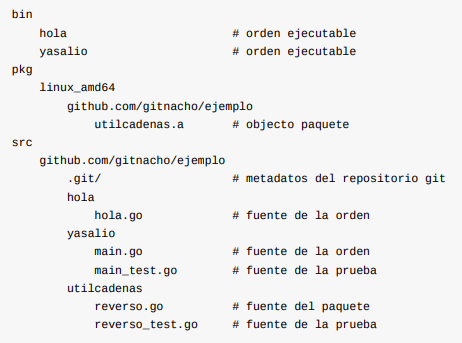 bin
    hola                        # orden ejecutable
    yasalio                     # orden ejecutable
pkg
    linux_amd64
        github.com/gitnacho/ejemplo
            utilcadenas.a       # objecto paquete
src
    github.com/gitnacho/ejemplo
        .git/                   # metadatos del repositorio git
        hola
            hola.go             # fuente de la orden
        yasalio
            main.go             # fuente de la orden
            main_test.go        # fuente de la prueba
        utilcadenas
            reverso.go          # fuente del paquete
            reverso_test.go     # fuente de la prueba